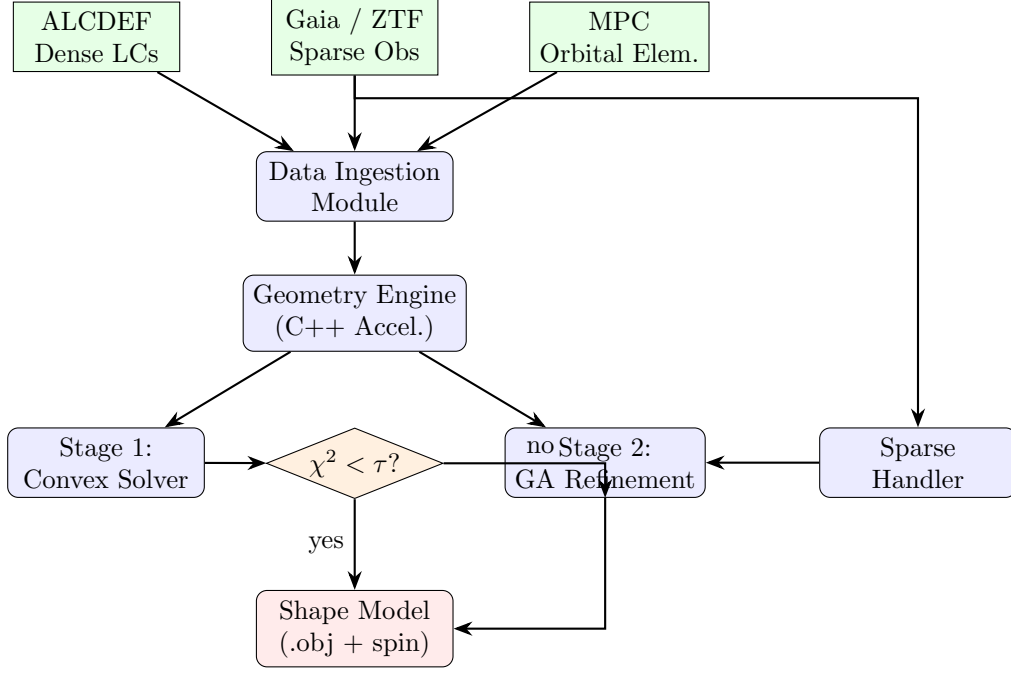 ALCDEF
Dense LCs
Gaia / ZTF
Sparse Obs
MPC
Orbital Elem.
Data Ingestion
Module
Geometry Engine
(C++ Accel.)
Stage 1:
Convex Solver
χ² < τ?
no
Stage 2:
GA Refinement
Sparse
Handler
yes
Shape Model
(.obj + spin)